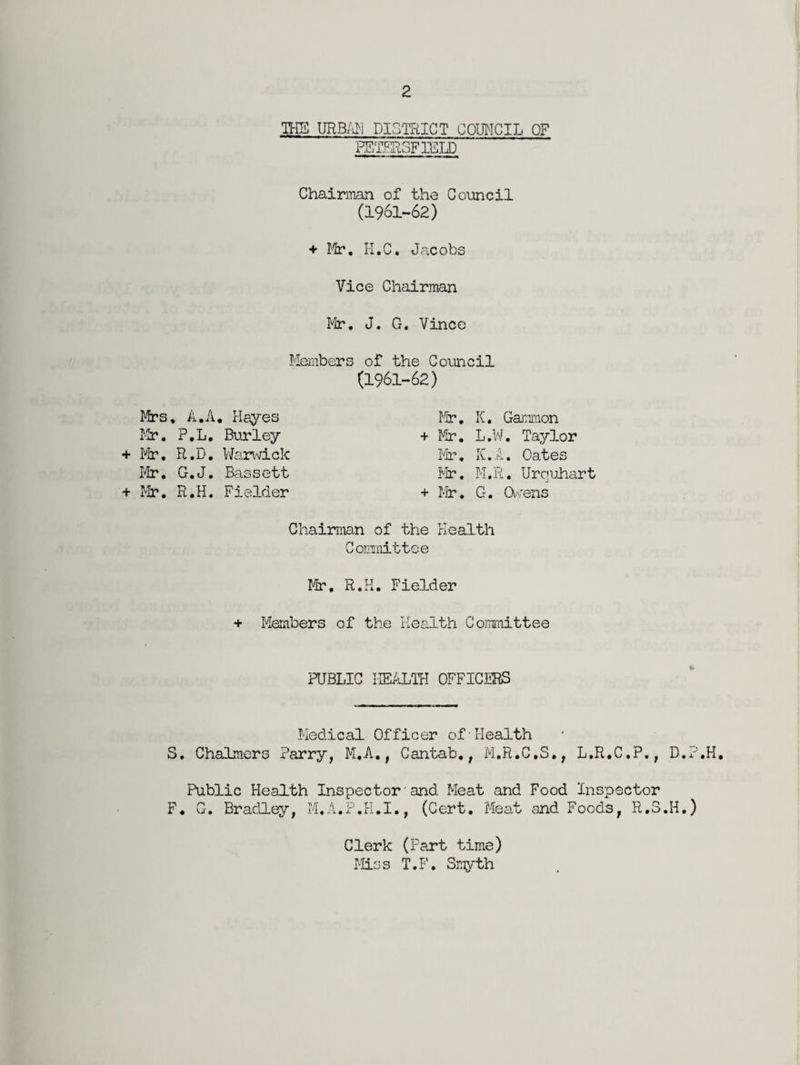 2
THE URBAN DISTRICT COUNCIL OF
PETERSFIELD
Chairman of the Council
(1961-62)
+ Mr. H.C. Jacobs
Vice Chairman
Mr. J. G. Vince
Members of the Council
(1961-62)
Mrs. A.A. Hayes
Mr. P.L. Burley
+ Mr. R.D. Warwick
Mr. G.J. Bassett
+ Mr. R.H. Fielder
Mr. K. Gammon
+ Mr. L.W. Taylor
Mr. K.A. Oates
Mr. M.R. Urquhart
+ Mr. G. Owens
Chairman of the Health
Committee
Mr. R.H. Fielder
+ Members of the Health Committee
PUBLIC HEALTH OFFICERS
Medical Officer of Health
S. Chalmers Parry, M.A., Cantab., M.R.C.S., L.R.C.P., D.P.H.
Public Health Inspector and Meat and Food Inspector
F. G. Bradley, M.A.P.H.I., (Cert. Meat and Foods, R.S.H.)
Clerk (Part time)
Miss T.F. Smyth